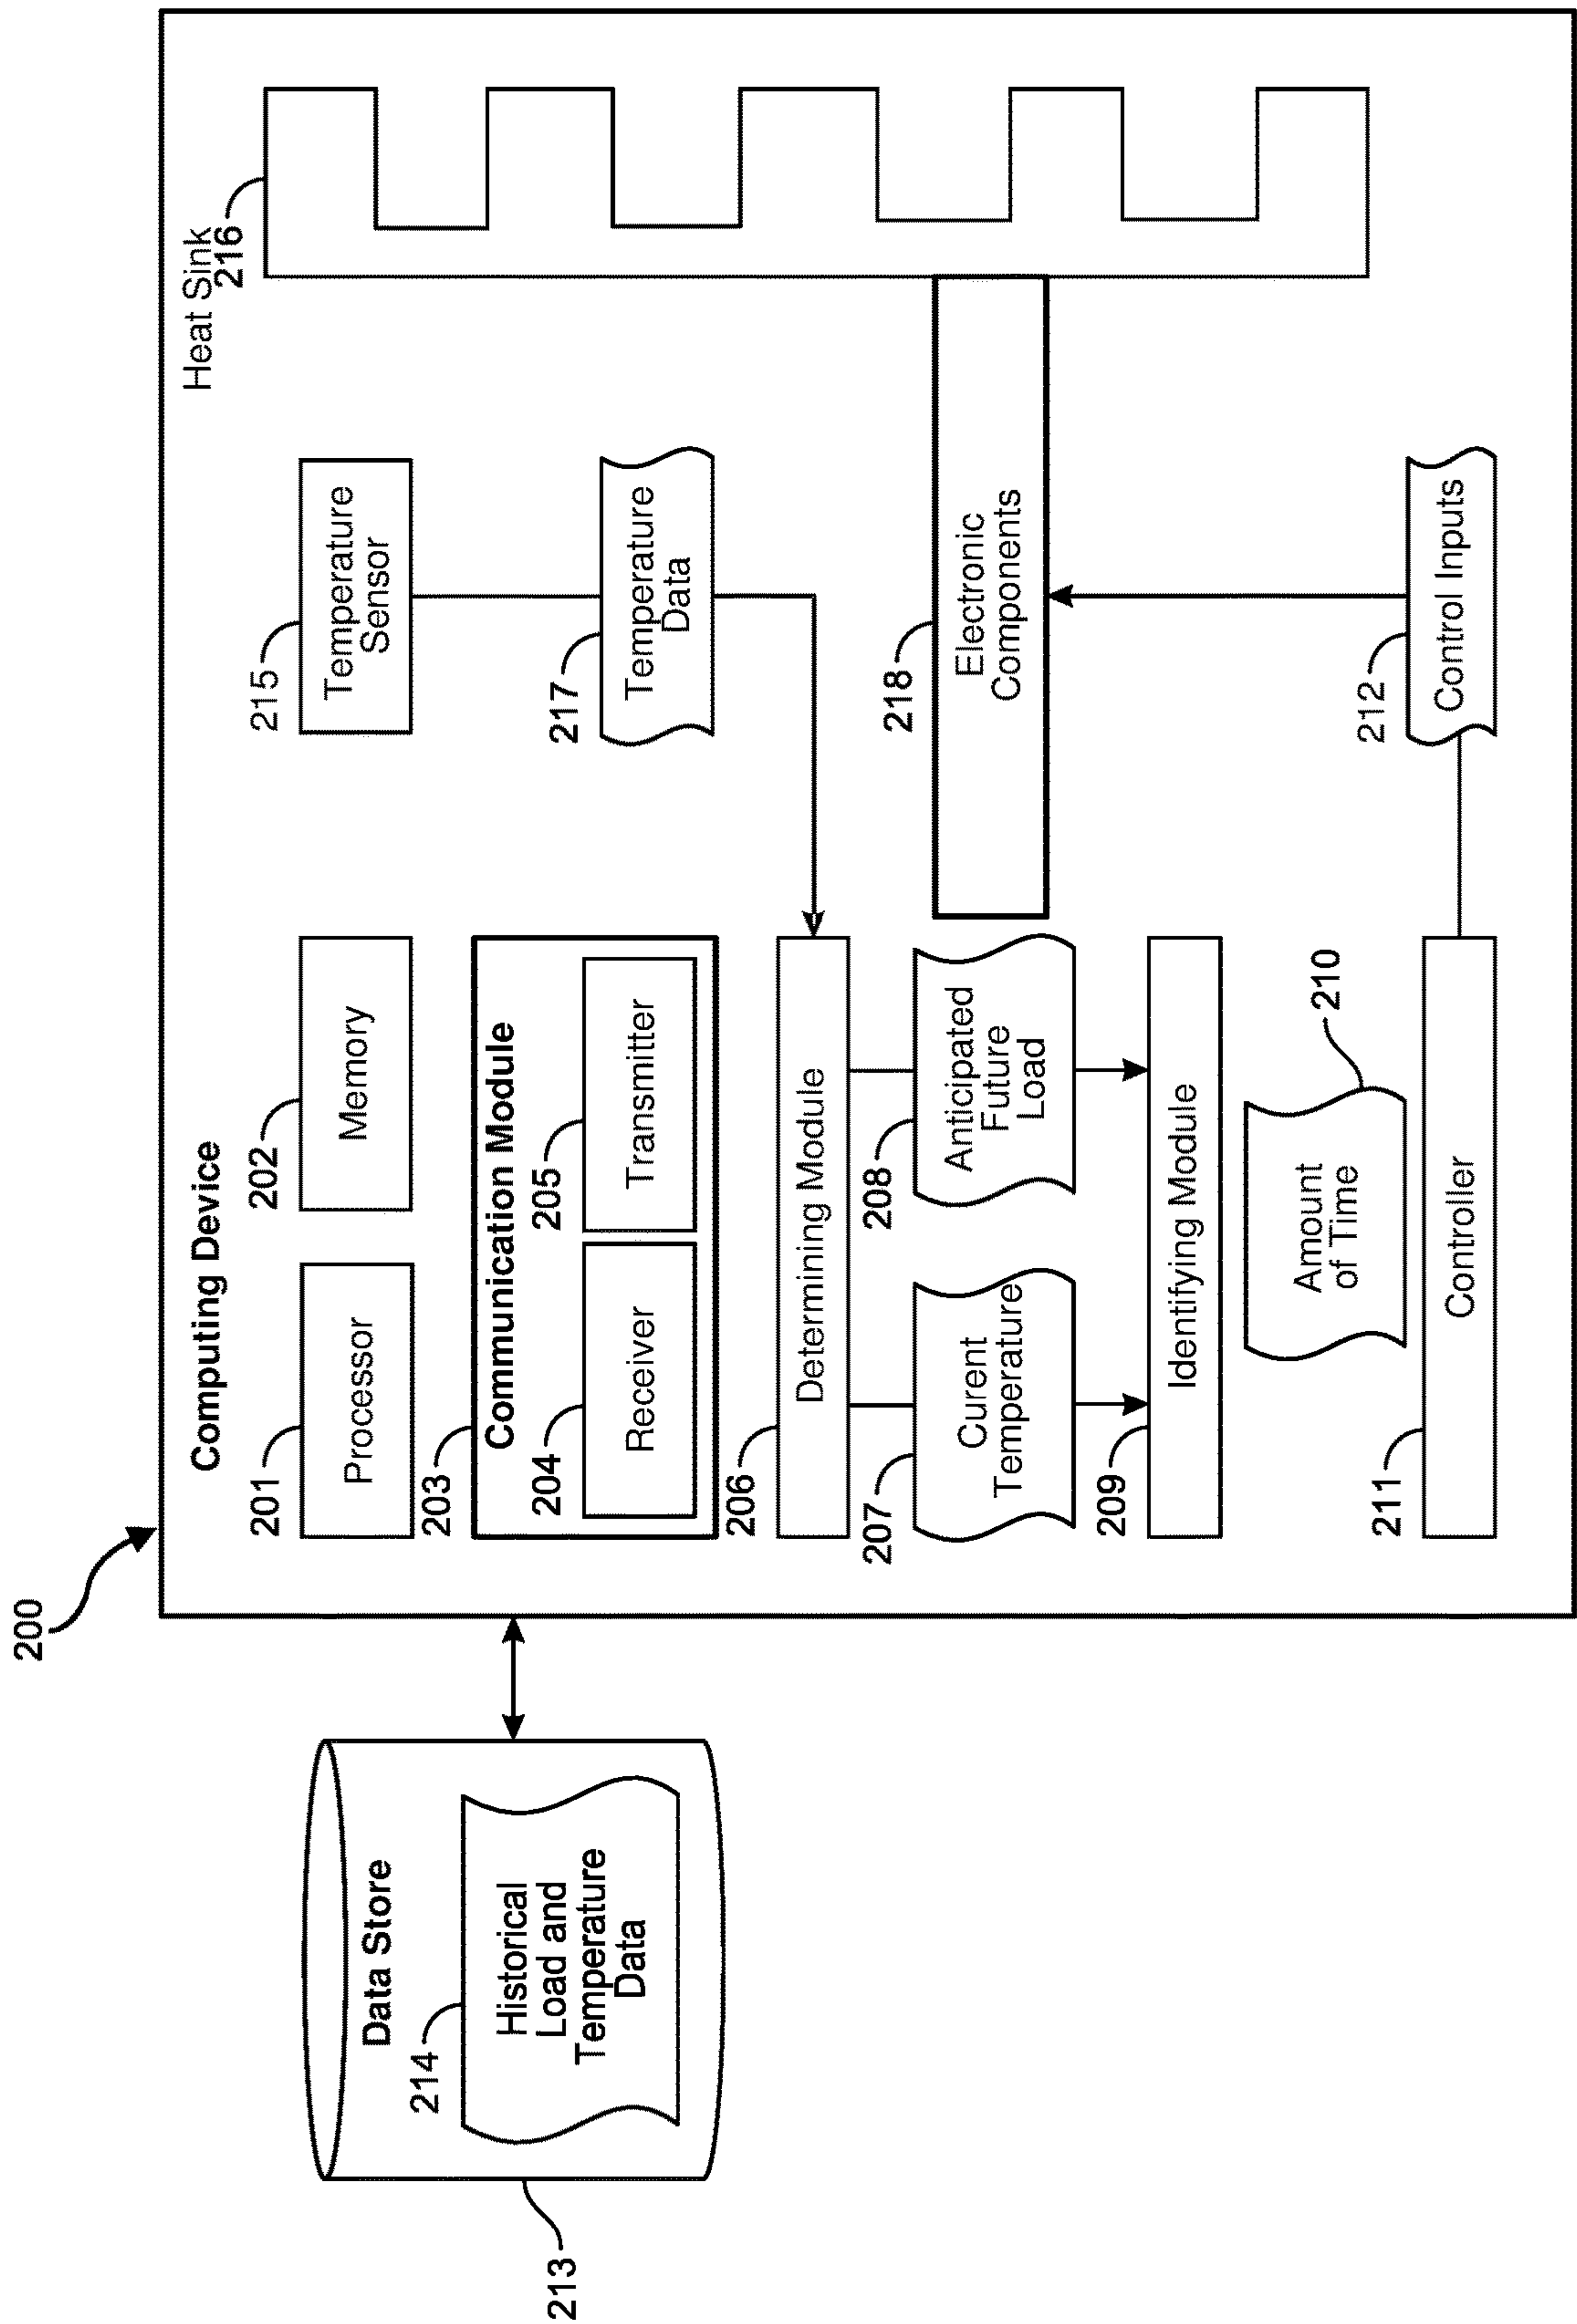 200
Computing Device
201
Processor
202
Memory
203
Communication Module
204
Receiver
205
Transmitter
206
Determining Module
207
Curent
Temperature
208
Anticipated
Future
Load
209
Identifying Module
210
Amount
of Time
211
Controller
215
Temperature
Sensor
217
Temperature
Data
218
Electronic
Components
212
Control Inputs
Heat Sink
216
Data Store
214
Historical
Load and
Temperature
Data
213